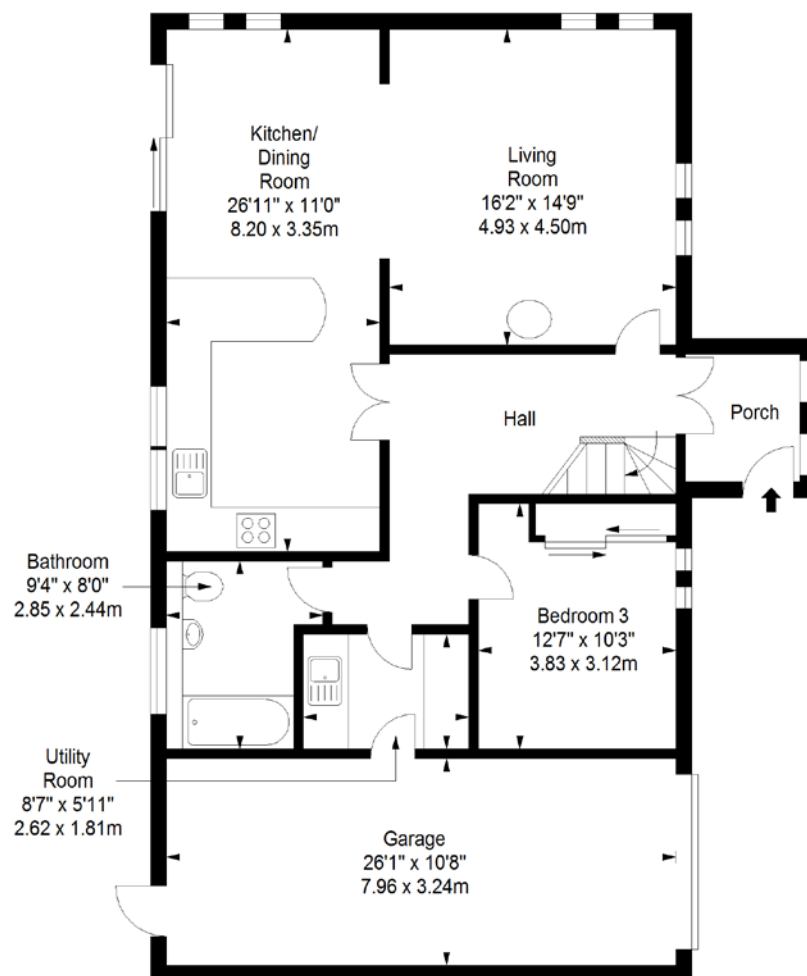 Kitchen/
Dining
Room
26'11" x 11'0"
8.20 x 3.35m
Living
Room
16'2" x 14'9"
4.93 x 4.50m
Hall
Porch
Bathroom
9'4" x 8'0"
2.85 x 2.44m
Bedroom 3
12'7" x 10'3"
3.83 x 3.12m
Utility
Room
8'7" x 5'11"
2.62 x 1.81m
Garage
26'1" x 10'8"
7.96 x 3.24m